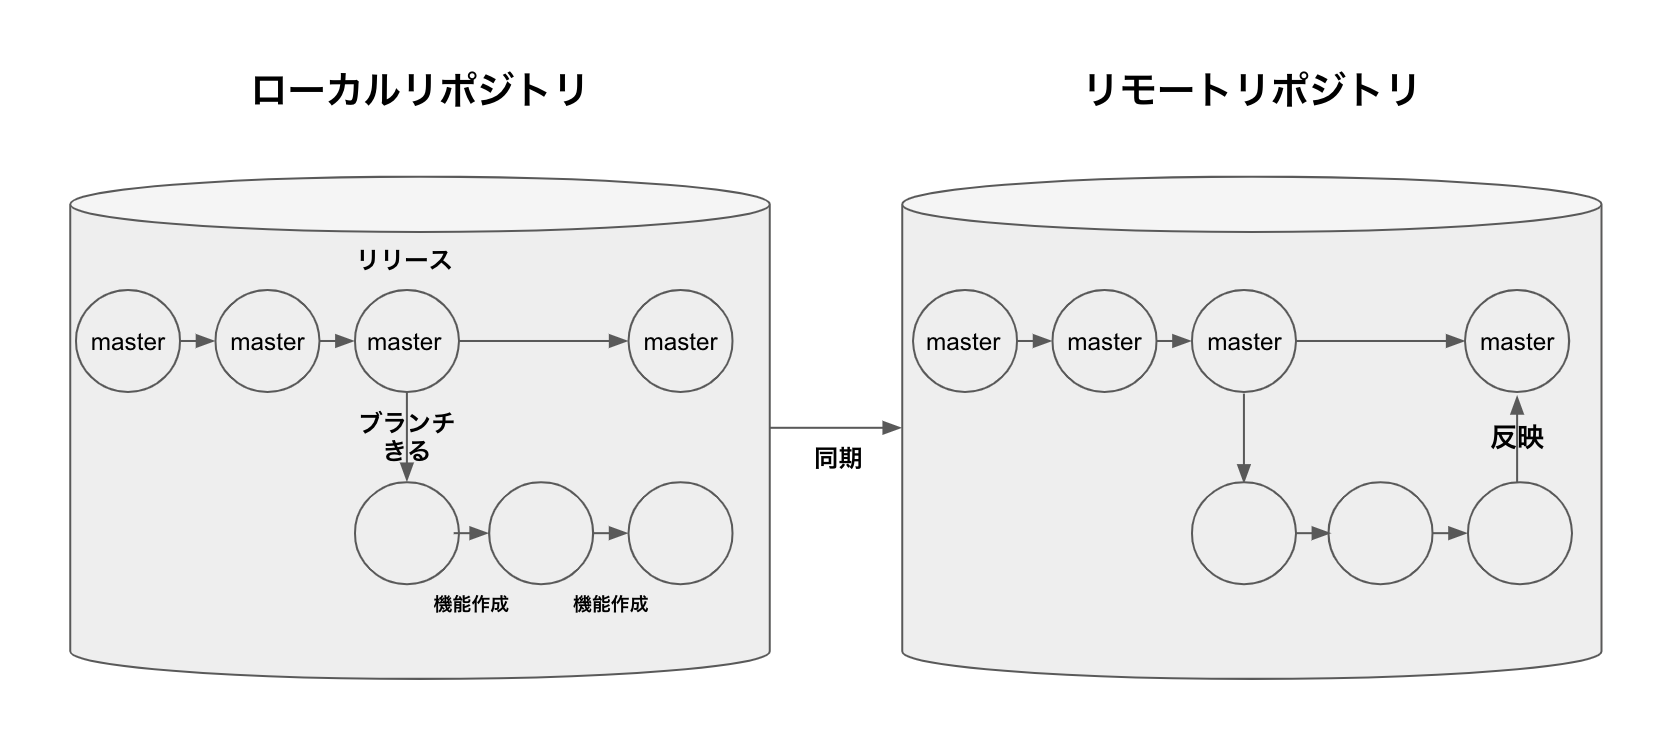 ローカルリポジトリ
リモートリポジトリ
リリース
master
master
master
master
ブランチ
きる
機能作成
機能作成
同期
master
master
master
master
反映